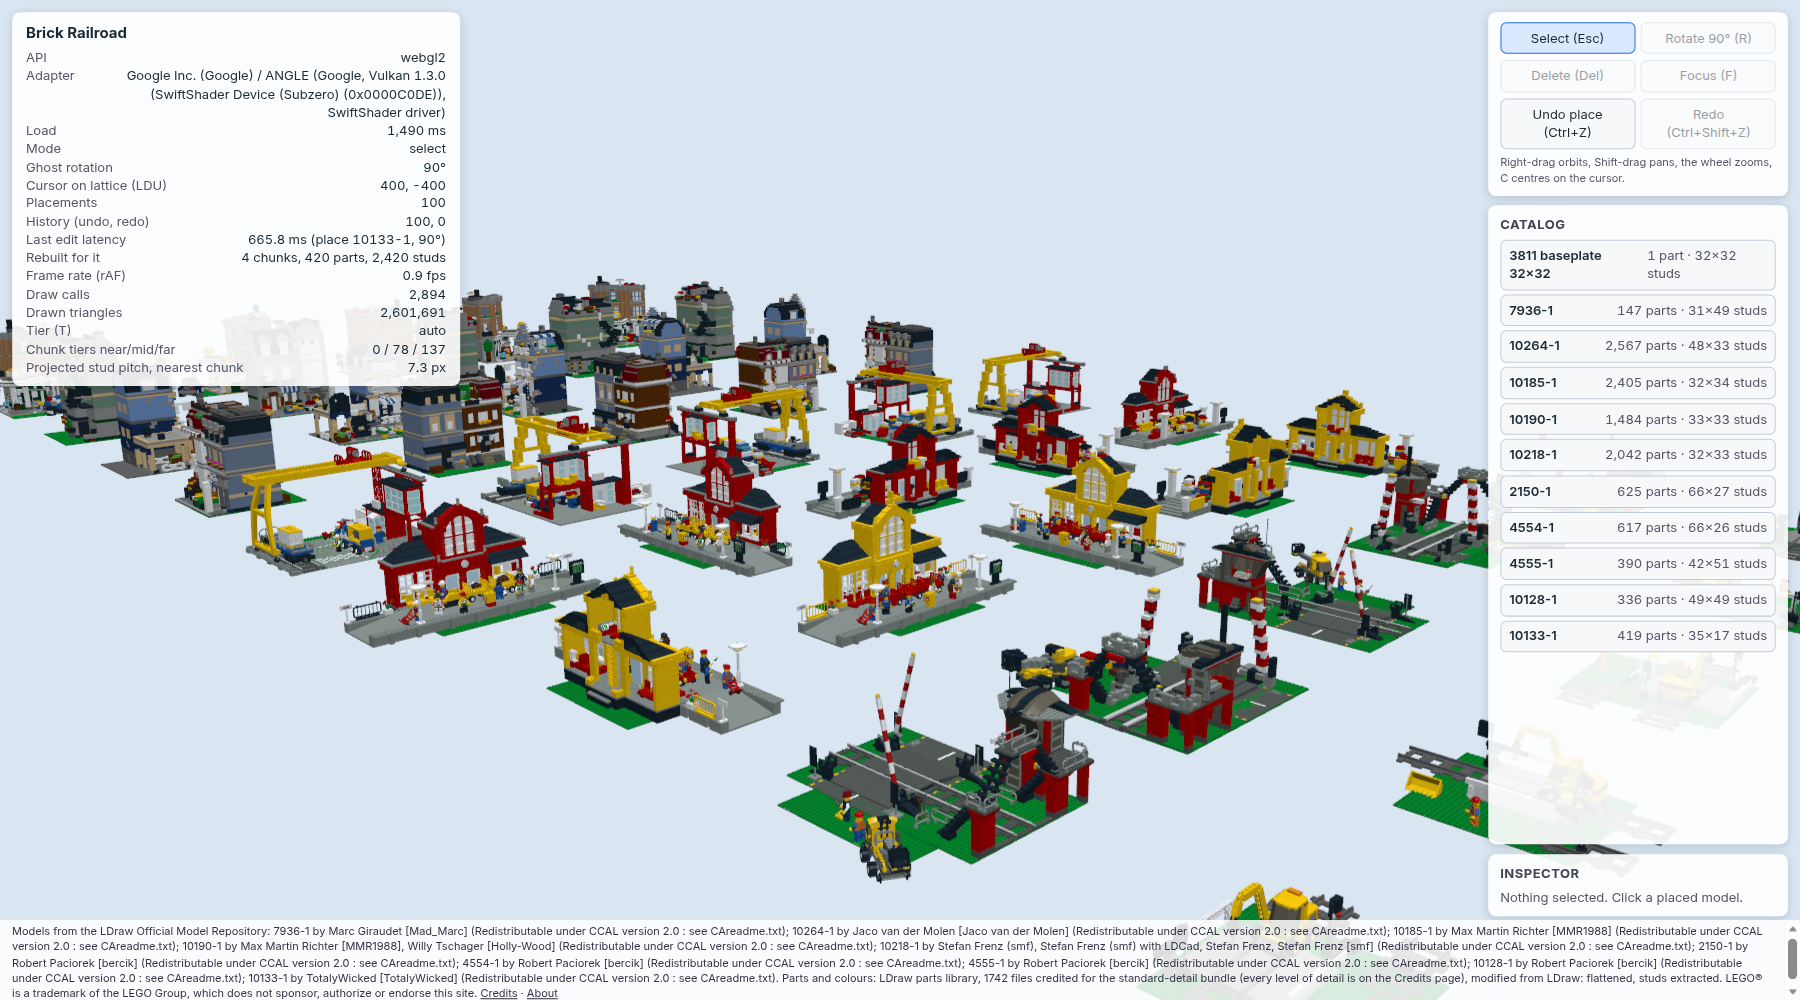 Brick Railroad
API webgl2
Adapter Google Inc. (Google) / ANGLE (Google, Vulkan 1.3.0
(SwiftShader Device (Subzero) (0x0000C0DE)),
SwiftShader driver)
Load 1,490 ms
Mode select
Ghost rotation 90°
Cursor on lattice (LDU) 400, -400
Placements 100
History (undo, redo) 100, 0
Last edit latency 665.8 ms (place 10133-1, 90°)
Rebuilt for it 4 chunks, 420 parts, 2,420 studs
Frame rate (rAF) 0.9 fps
Draw calls 2,894
Drawn triangles 2,601,691
Tier (T) auto
Chunk tiers near/mid/far 0 / 78 / 137
Projected stud pitch, nearest chunk 7.3 px
Select (Esc) Rotate 90° (R)
Delete (Del) Focus (F)
Undo place (Ctrl+Z) Redo (Ctrl+Shift+Z)
Right-drag orbits, Shift-drag pans, the wheel zooms,
C centres on the cursor.
CATALOG
3811 baseplate 32×32 1 part · 32×32 studs
7936-1 147 parts · 31×49 studs
10264-1 2,567 parts · 48×33 studs
10185-1 2,405 parts · 32×34 studs
10190-1 1,484 parts · 33×33 studs
10218-1 2,042 parts · 32×33 studs
2150-1 625 parts · 66×27 studs
4554-1 617 parts · 66×26 studs
4555-1 390 parts · 42×51 studs
10128-1 336 parts · 49×49 studs
10133-1 419 parts · 35×17 studs
INSPECTOR
Nothing selected. Click a placed model.
Models from the LDraw Official Model Repository: 7936-1 by Marc Giraudet [Mad_Marc] (Redistributable under CCAL version 2.0 : see CAreadme.txt); 10264-1 by Jaco van der Molen [Jaco van der Molen] (Redistributable under CCAL version 2.0 : see CAreadme.txt); 10185-1 by Max Martin Richter [MMR1988] (Redistributable under CCAL
version 2.0 : see CAreadme.txt); 10190-1 by Max Martin Richter [MMR1988], Willy Tschager [Holly-Wood] (Redistributable under CCAL version 2.0 : see CAreadme.txt); 10218-1 by Stefan Frenz (smf), Stefan Frenz (smf) with LDCad, Stefan Frenz, Stefan Frenz [smf] (Redistributable under CCAL version 2.0 : see CAreadme.txt); 2150-1 by
Robert Paciorek [bercik] (Redistributable under CCAL version 2.0 : see CAreadme.txt); 4554-1 by Robert Paciorek [bercik] (Redistributable under CCAL version 2.0 : see CAreadme.txt); 4555-1 by Robert Paciorek [bercik] (Redistributable under CCAL version 2.0 : see CAreadme.txt); 10128-1 by Robert Paciorek [bercik] (Redistributable
under CCAL version 2.0 : see CAreadme.txt); 10133-1 by TotalyWicked [TotalyWicked] (Redistributable under CCAL version 2.0 : see CAreadme.txt). Parts and colours: LDraw parts library, 1742 files credited for the standard-detail bundle (every level of detail is on the Credits page), modified from LDraw: flattened, studs extracted. LEGO®
is a trademark of the LEGO Group, which does not sponsor, authorize or endorse this site. Credits · About